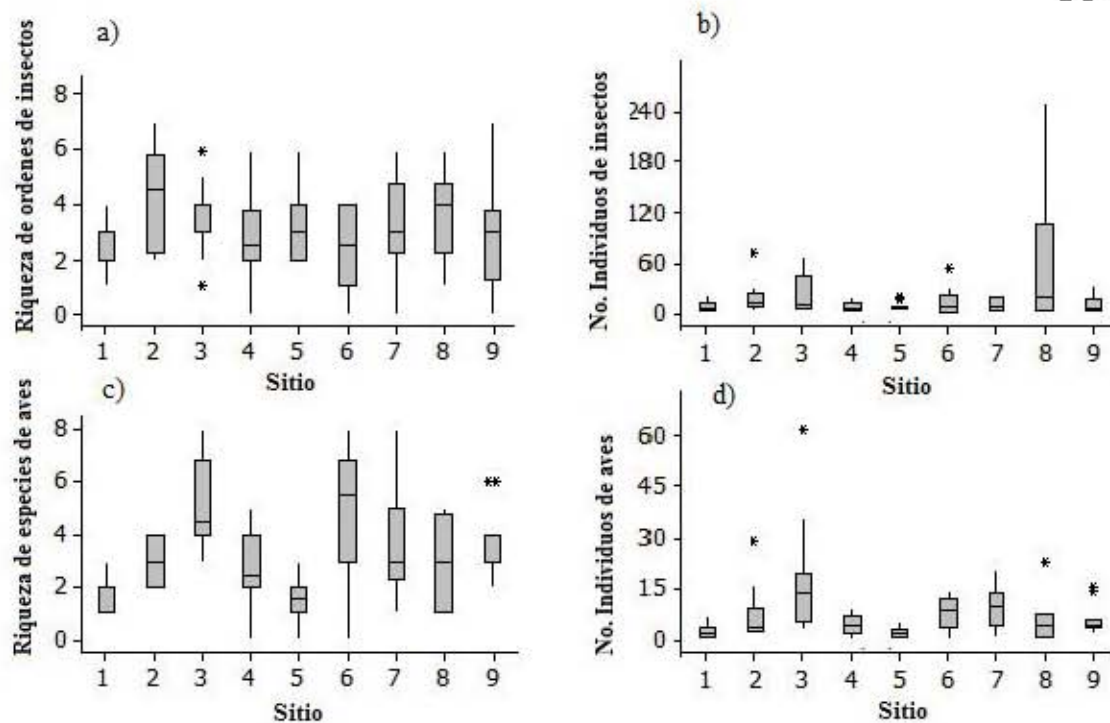 a)
Riqueza de ordenes de insectos
8
6
4
2
0
1 2 3 4 5 6 7 8 9
Sitio
b)
No. Individuos de insectos
240
180
120
60
0
1 2 3 4 5 6 7 8 9
Sitio
c)
Riqueza de especies de aves
8
6
4
2
0
1 2 3 4 5 6 7 8 9
Sitio
d)
No. Individuos de aves
60
45
30
15
0
1 2 3 4 5 6 7 8 9
Sitio